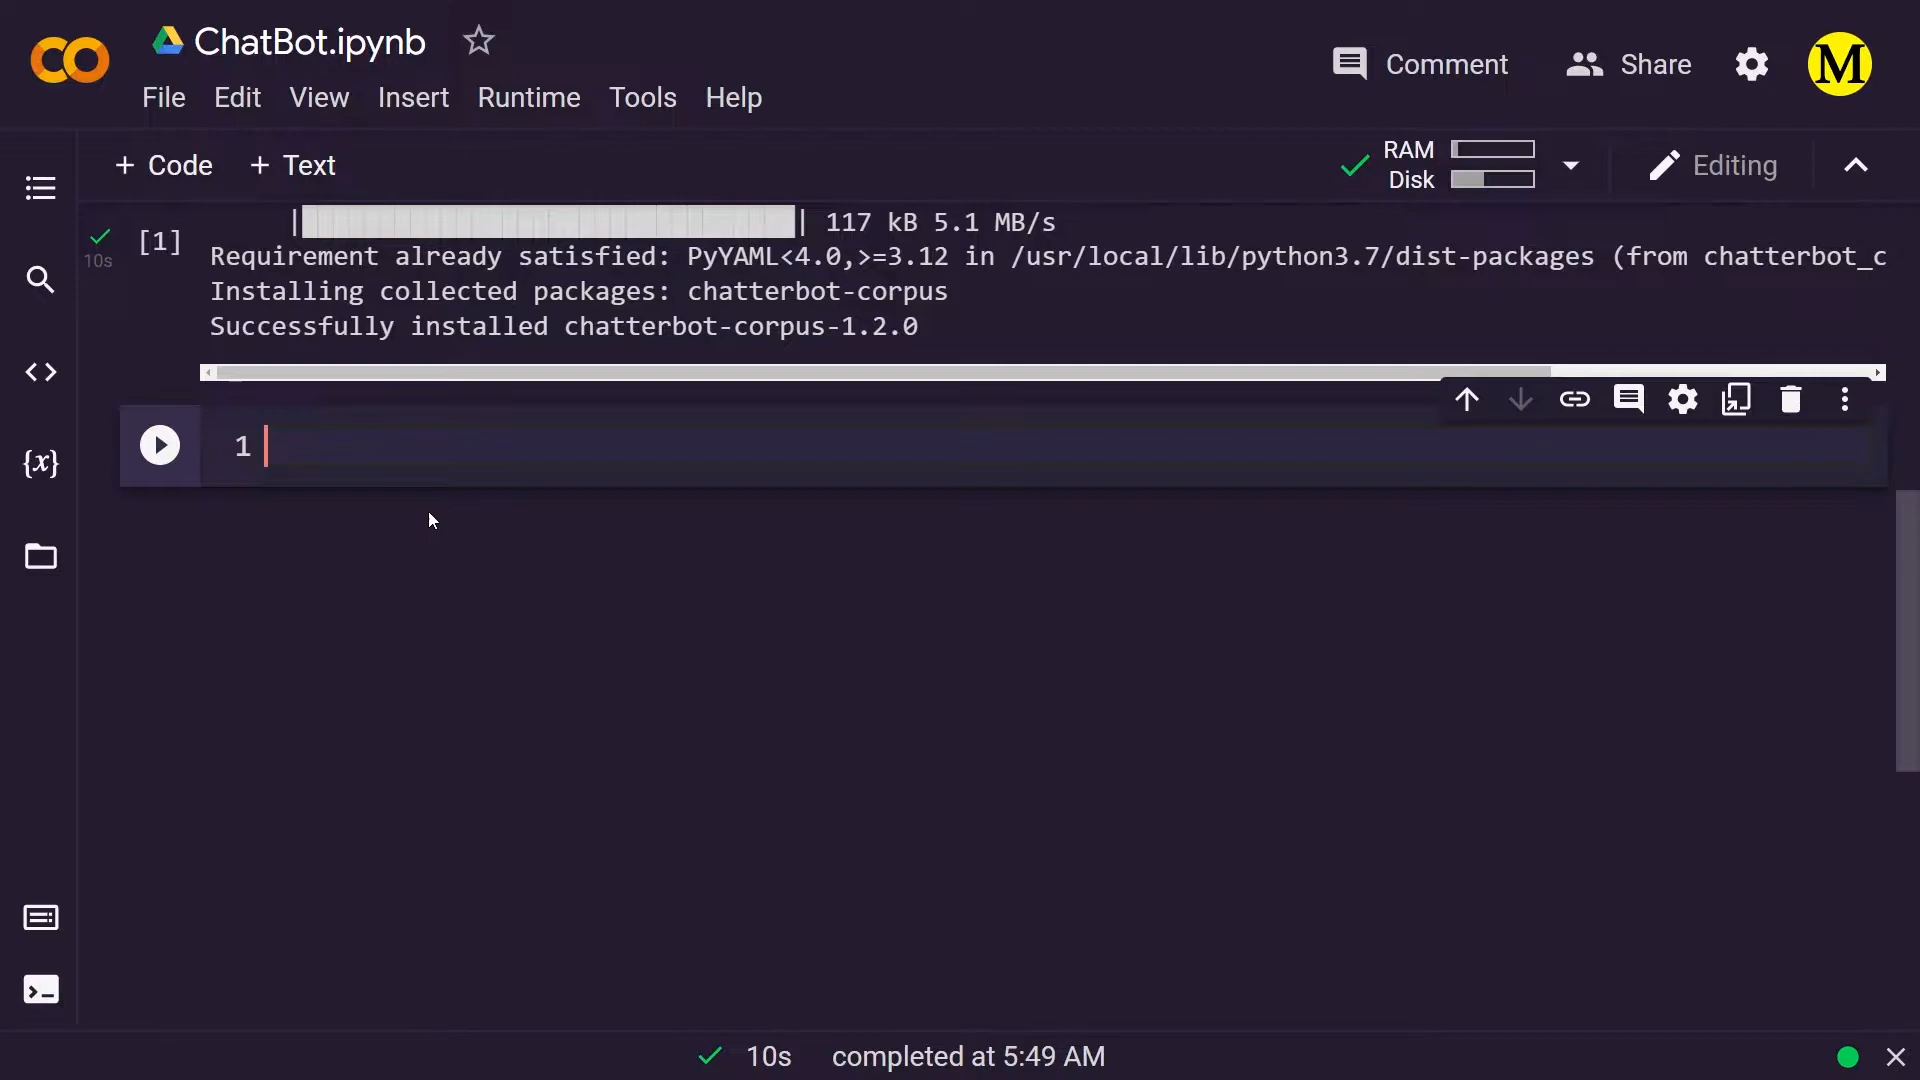 ChatBot.ipynb
Comment
Share
M
File Edit View Insert Runtime Tools Help
+ Code + Text
RAM
Disk
Editing
[1]
10s
| | 117 kB 5.1 MB/s
Requirement already satisfied: PyYAML<4.0,>=3.12 in /usr/local/lib/python3.7/dist-packages (from chatterbot_c
Installing collected packages: chatterbot-corpus
Successfully installed chatterbot-corpus-1.2.0
1
{x}
10s completed at 5:49 AM